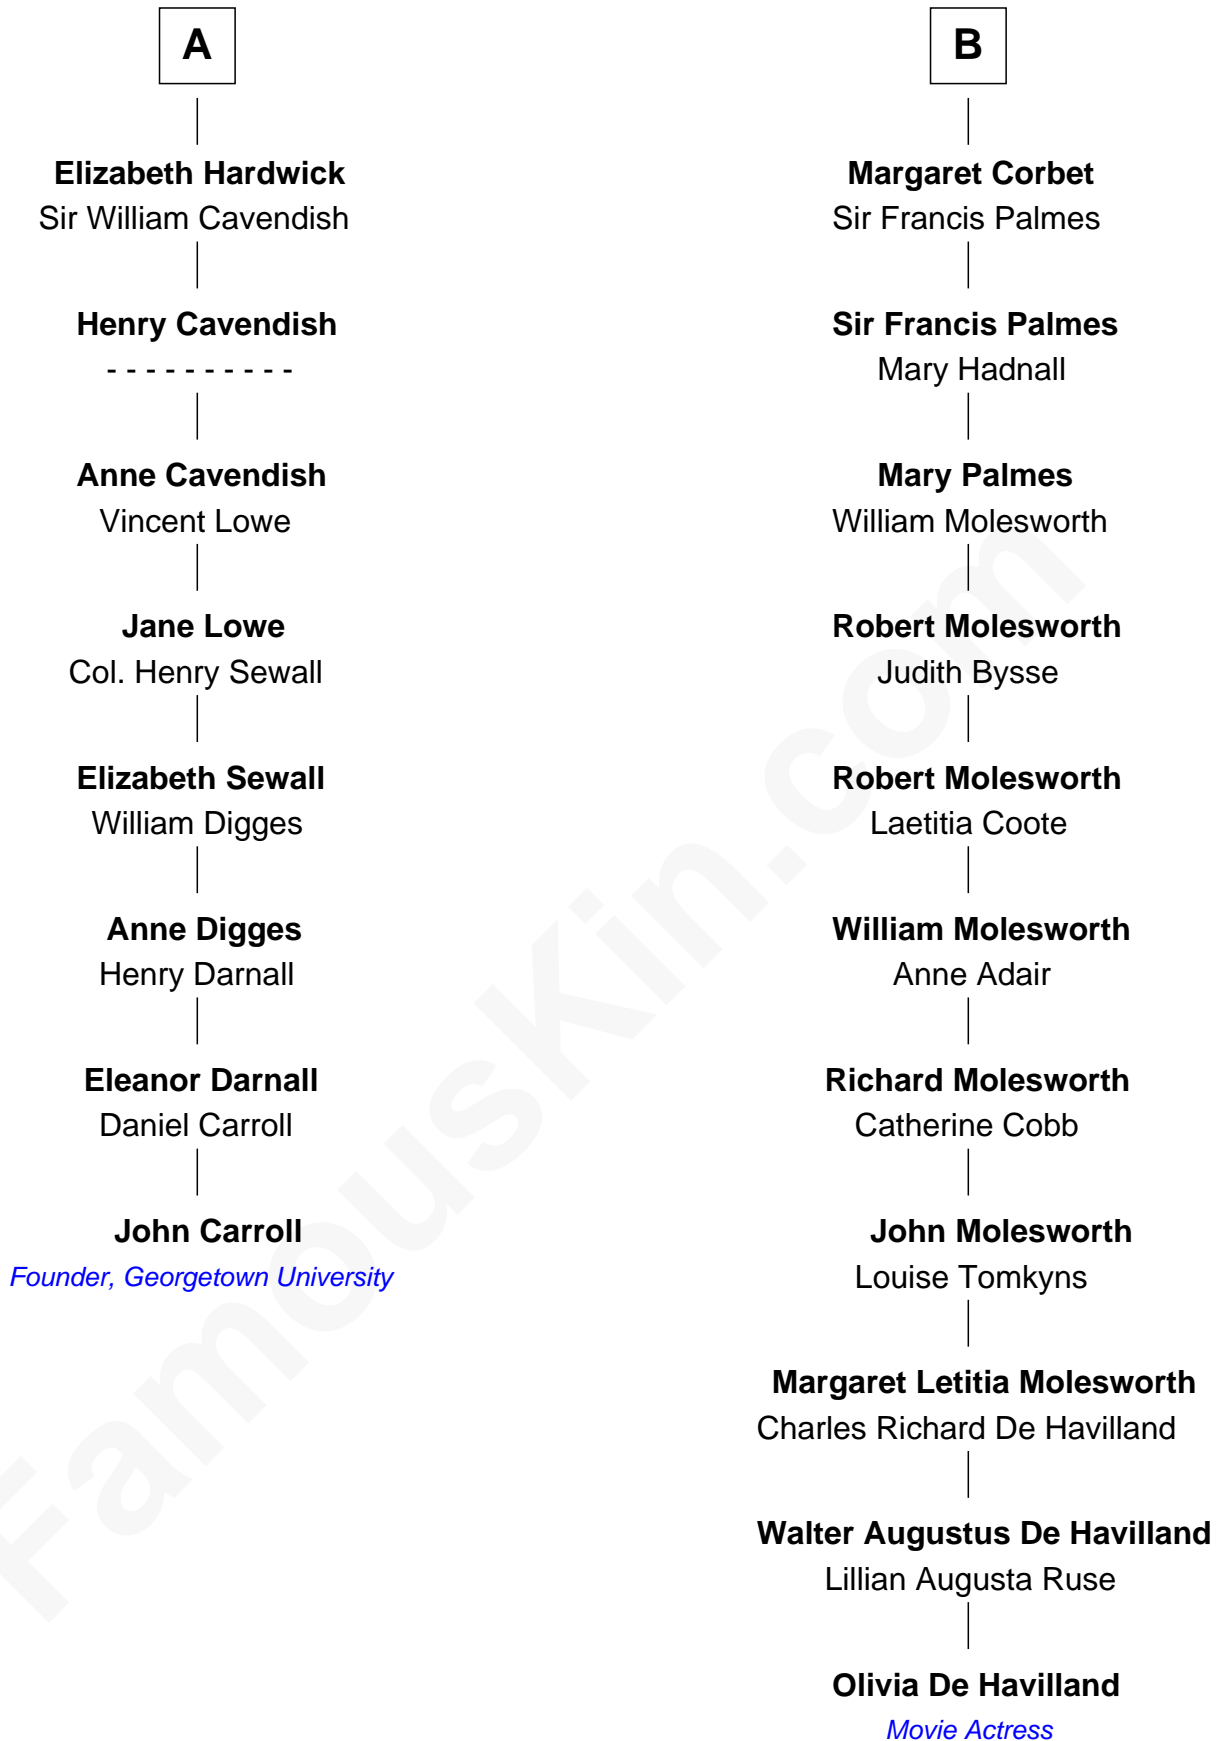 A
Elizabeth Hardwick
Sir William Cavendish
Henry Cavendish
- - - - - - - - - -
Anne Cavendish
Vincent Lowe
Jane Lowe
Col. Henry Sewall
Elizabeth Sewall
William Digges
Anne Digges
Henry Darnall
Eleanor Darnall
Daniel Carroll
John Carroll
Founder, Georgetown University
B
Margaret Corbet
Sir Francis Palmes
Sir Francis Palmes
Mary Hadnall
Mary Palmes
William Molesworth
Robert Molesworth
Judith Bysse
Robert Molesworth
Laetitia Coote
William Molesworth
Anne Adair
Richard Molesworth
Catherine Cobb
John Molesworth
Louise Tomkyns
Margaret Letitia Molesworth
Charles Richard De Havilland
Walter Augustus De Havilland
Lillian Augusta Ruse
Olivia De Havilland
Movie Actress
FamousKin.com